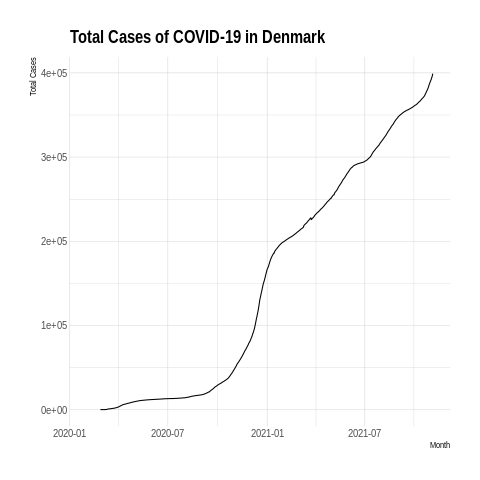 Total Cases of COVID-19 in Denmark
Total Cases
4e+05
3e+05
2e+05
1e+05
0e+00
2020-01
2020-07
2021-01
2021-07
Month